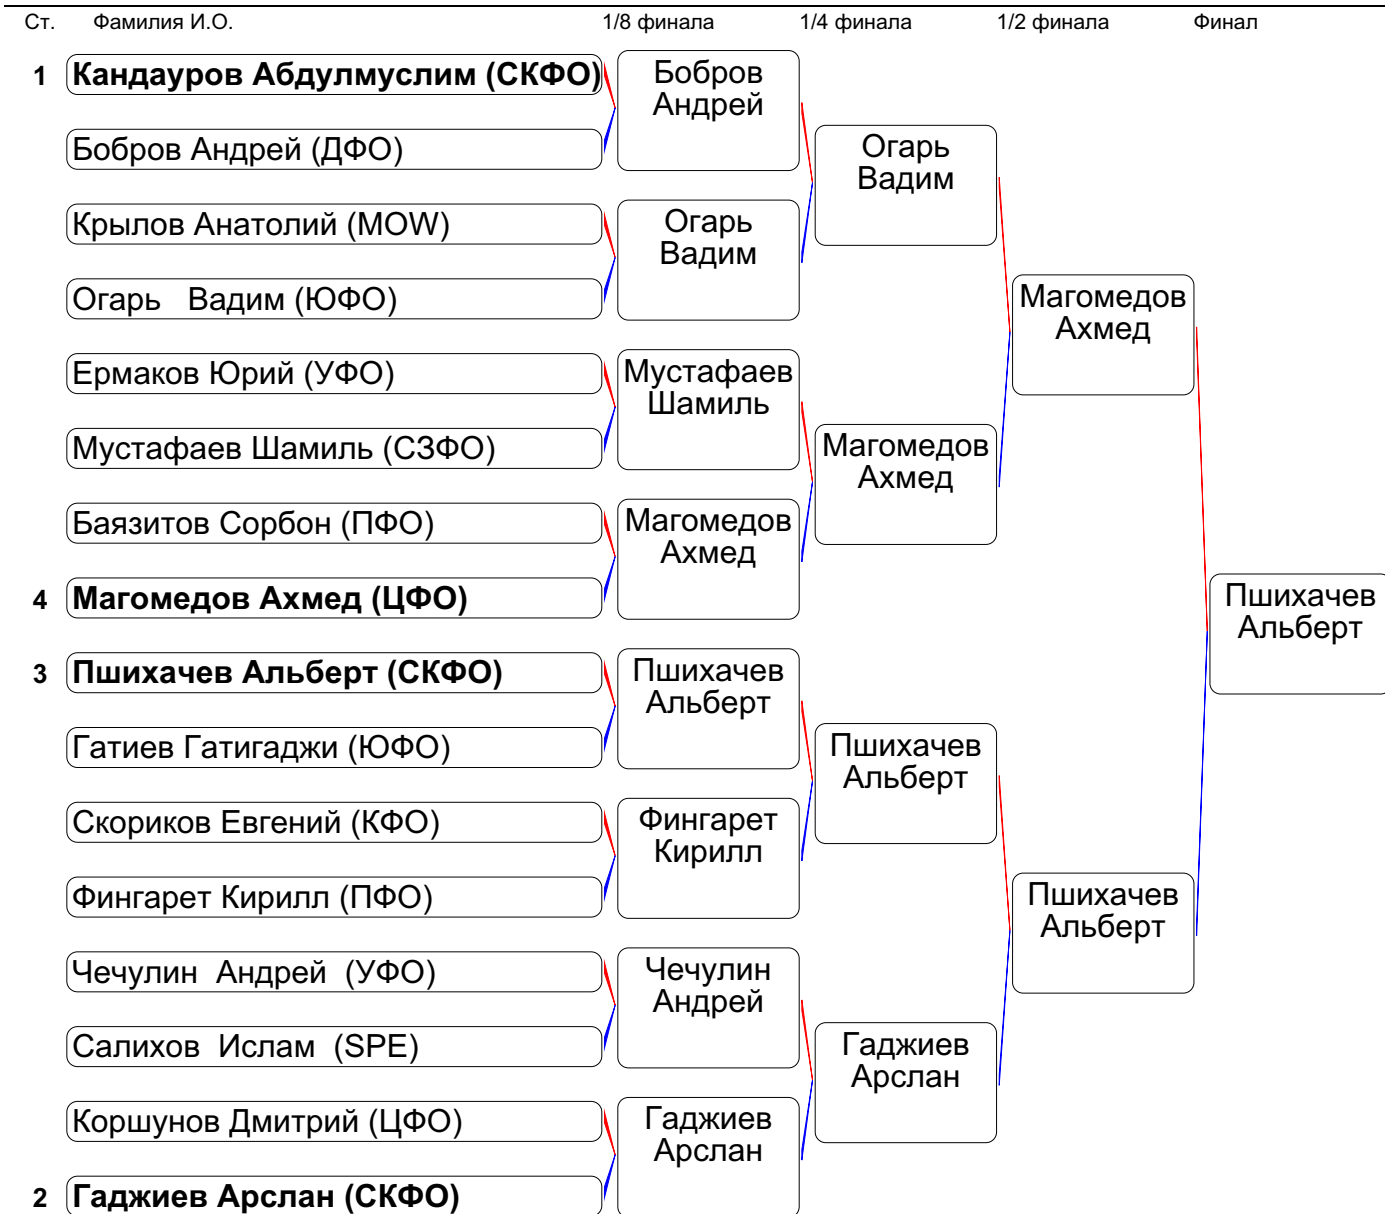 Ст. Фамилия И.О. 1/8 финала 1/4 финала 1/2 финала Финал
1 Кандауров Абдулмуслим (СКФО)
Бобров Андрей (ДФО)
Крылов Анатолий (MOW)
Огарь Вадим (ЮФО)
Ермаков Юрий (УФО)
Мустафаев Шамиль (СЗФО)
Баязитов Сорбон (ПФО)
4 Магомедов Ахмед (ЦФО)
3 Пшихачев Альберт (СКФО)
Гатиев Гатигаджи (ЮФО)
Скориков Евгений (КФО)
Фингарет Кирилл (ПФО)
Чечулин Андрей (УФО)
Салихов Ислам (SPE)
Коршунов Дмитрий (ЦФО)
2 Гаджиев Арслан (СКФО)
Бобров
Андрей
Огарь
Вадим
Мустафаев
Шамиль
Магомедов
Ахмед
Пшихачев
Альберт
Фингарет
Кирилл
Чечулин
Андрей
Гаджиев
Арслан
Огарь
Вадим
Магомедов
Ахмед
Пшихачев
Альберт
Гаджиев
Арслан
Магомедов
Ахмед
Пшихачев
Альберт
Пшихачев
Альберт